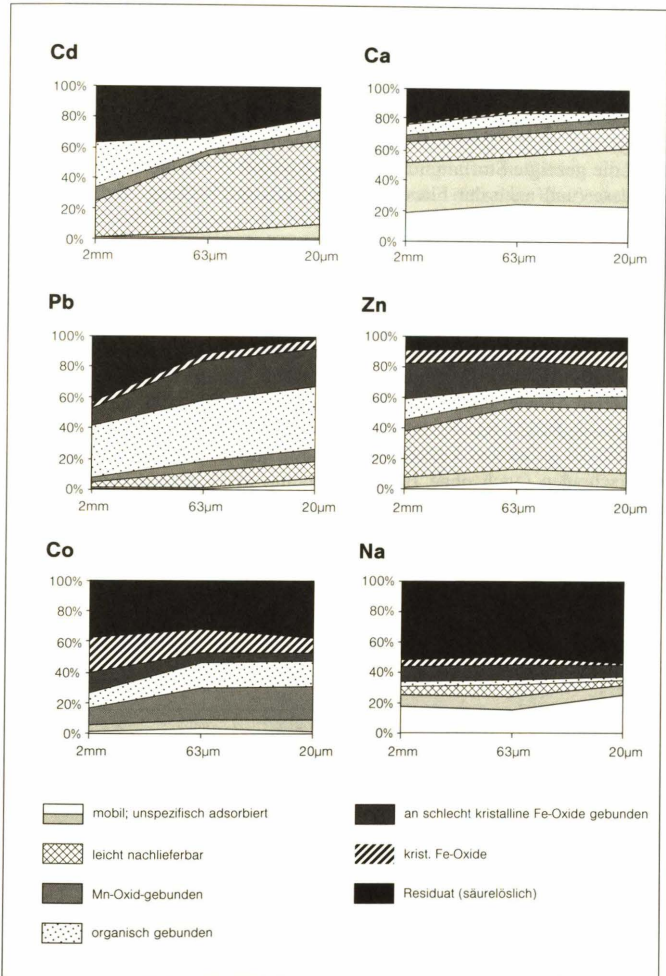 Cd
100%
80%
60%
40%
20%
0%
2mm 63µm 20µm
Ca
100%
80%
60%
40%
20%
0%
2mm 63µm 20µm
Pb
100%
80%
60%
40%
20%
0%
2mm 63µm 20µm
Zn
100%
80%
60%
40%
20%
0%
2mm 63µm 20µm
Co
100%
80%
60%
40%
20%
0%
2mm 63µm 20µm
Na
100%
80%
60%
40%
20%
0%
2mm 63µm 20µm
mobil; unspezifisch adsorbiert
leicht nachlieferbar
Mn-Oxid-gebunden
organisch gebunden
an schlecht kristalline Fe-Oxide gebunden
krist. Fe-Oxide
Residuat (säurelöslich)